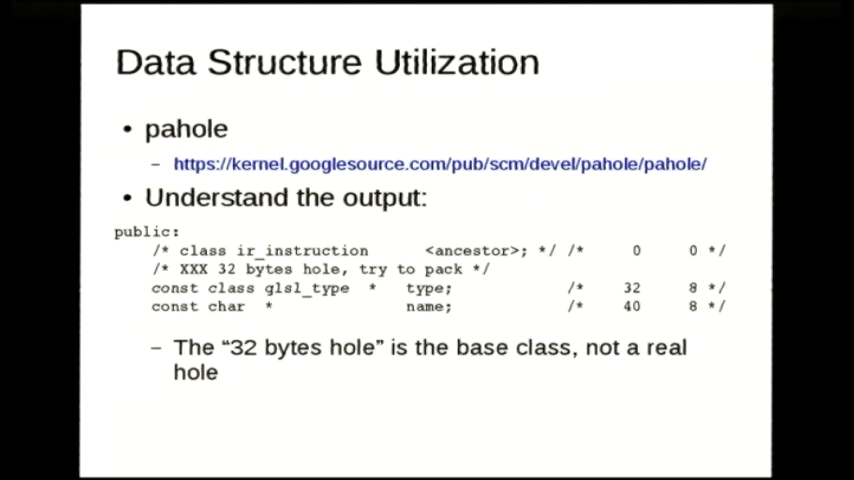 Data Structure Utilization
• pahole
– https://kernel.googlesource.com/pub/scm/devel/pahole/pahole/
• Understand the output:
public:
/* class ir_instruction <ancestor>; */ /* 0 0 */
/* XXX 32 bytes hole, try to pack */
const class glsl_type * type; /* 32 8 */
const char * name; /* 40 8 */
– The “32 bytes hole” is the base class, not a real
hole